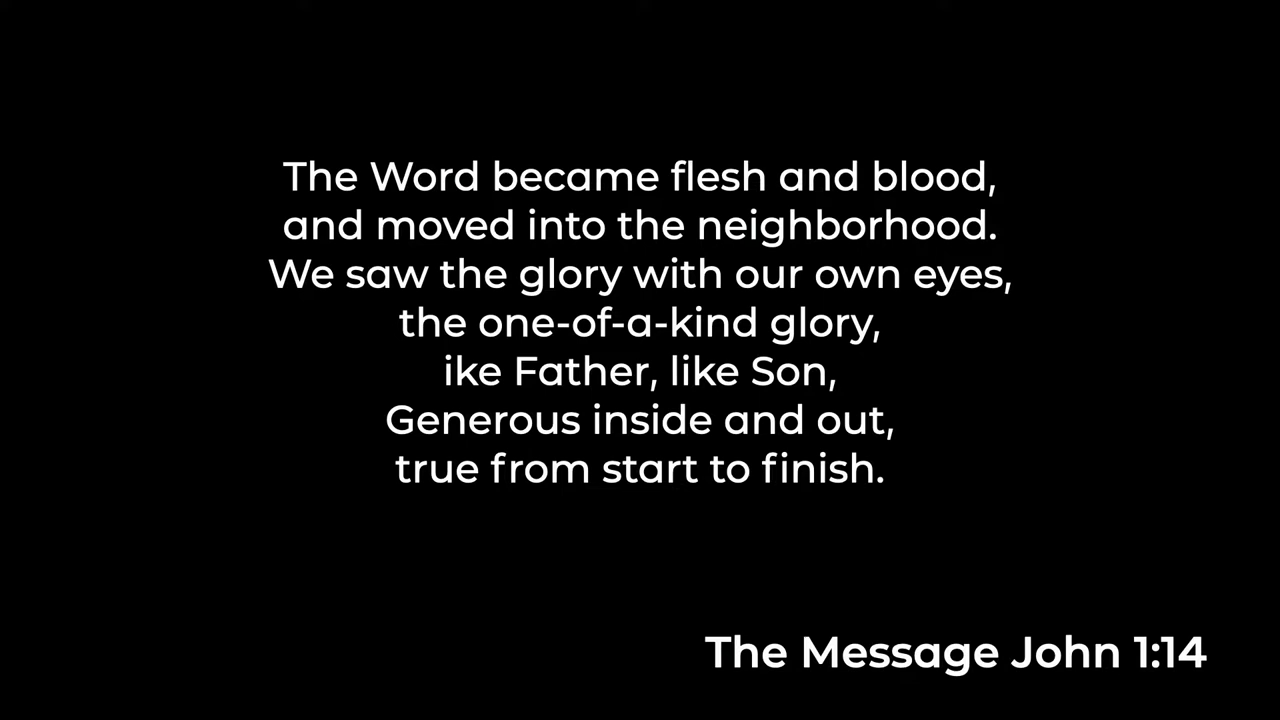 The Word became flesh and blood,
and moved into the neighborhood.
We saw the glory with our own eyes,
the one-of-a-kind glory,
ike Father, like Son,
Generous inside and out,
true from start to finish.
The Message John 1:14